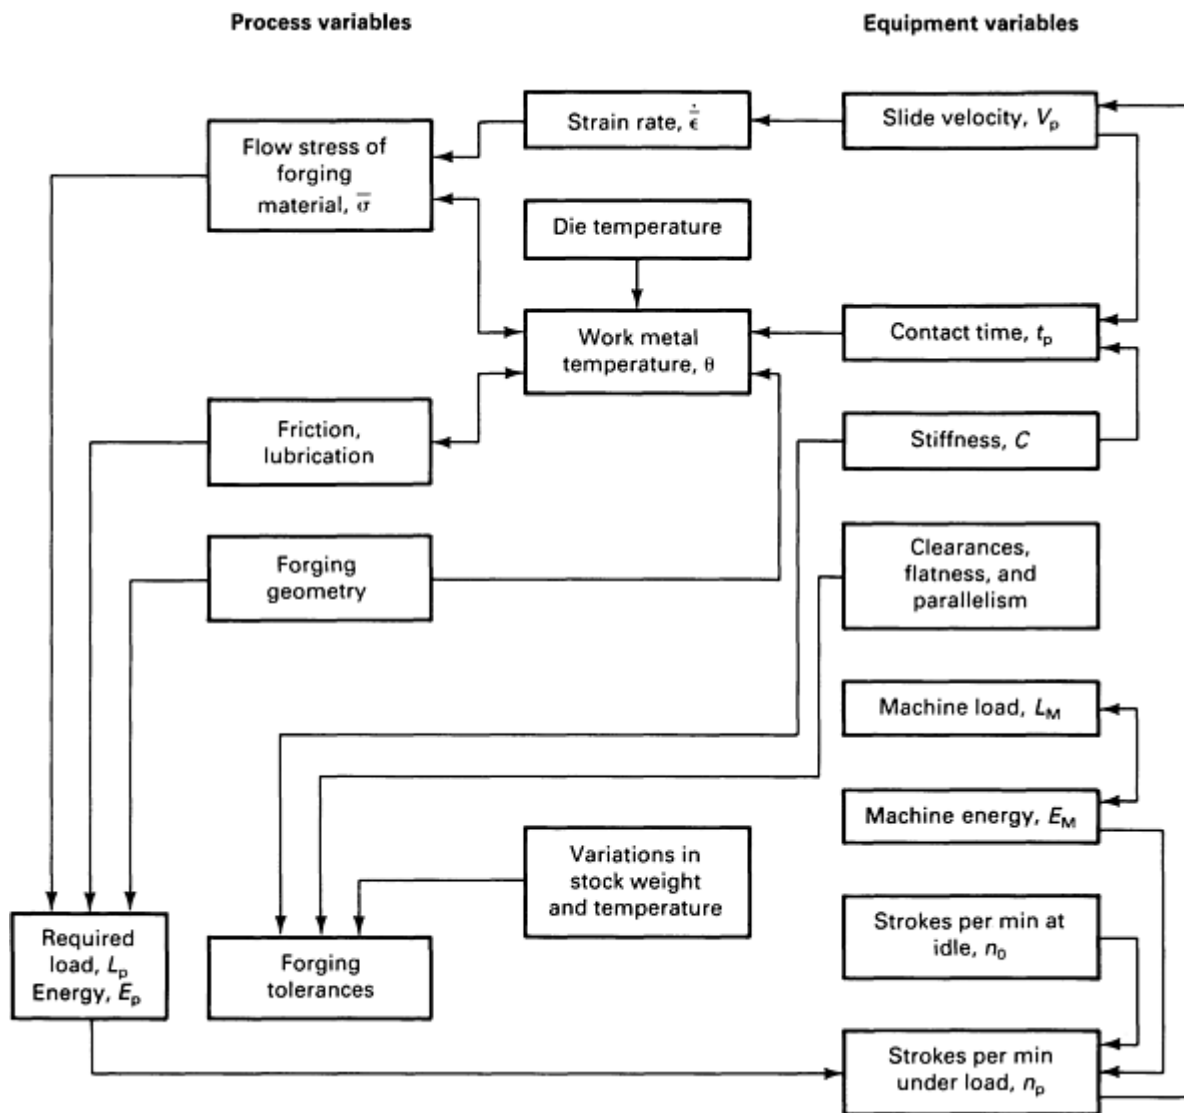 Process variables
Equipment variables
Strain rate, ε̄̇
Slide velocity, Vₚ
Flow stress of
forging
material, σ̄
Die temperature
Work metal
temperature, θ
Contact time, tₚ
Friction,
lubrication
Stiffness, C
Forging
geometry
Clearances,
flatness, and
parallelism
Machine load, L_M
Machine energy, E_M
Variations in
stock weight
and temperature
Strokes per min at
idle, n₀
Required
load, Lₚ
Energy, Eₚ
Forging
tolerances
Strokes per min
under load, nₚ